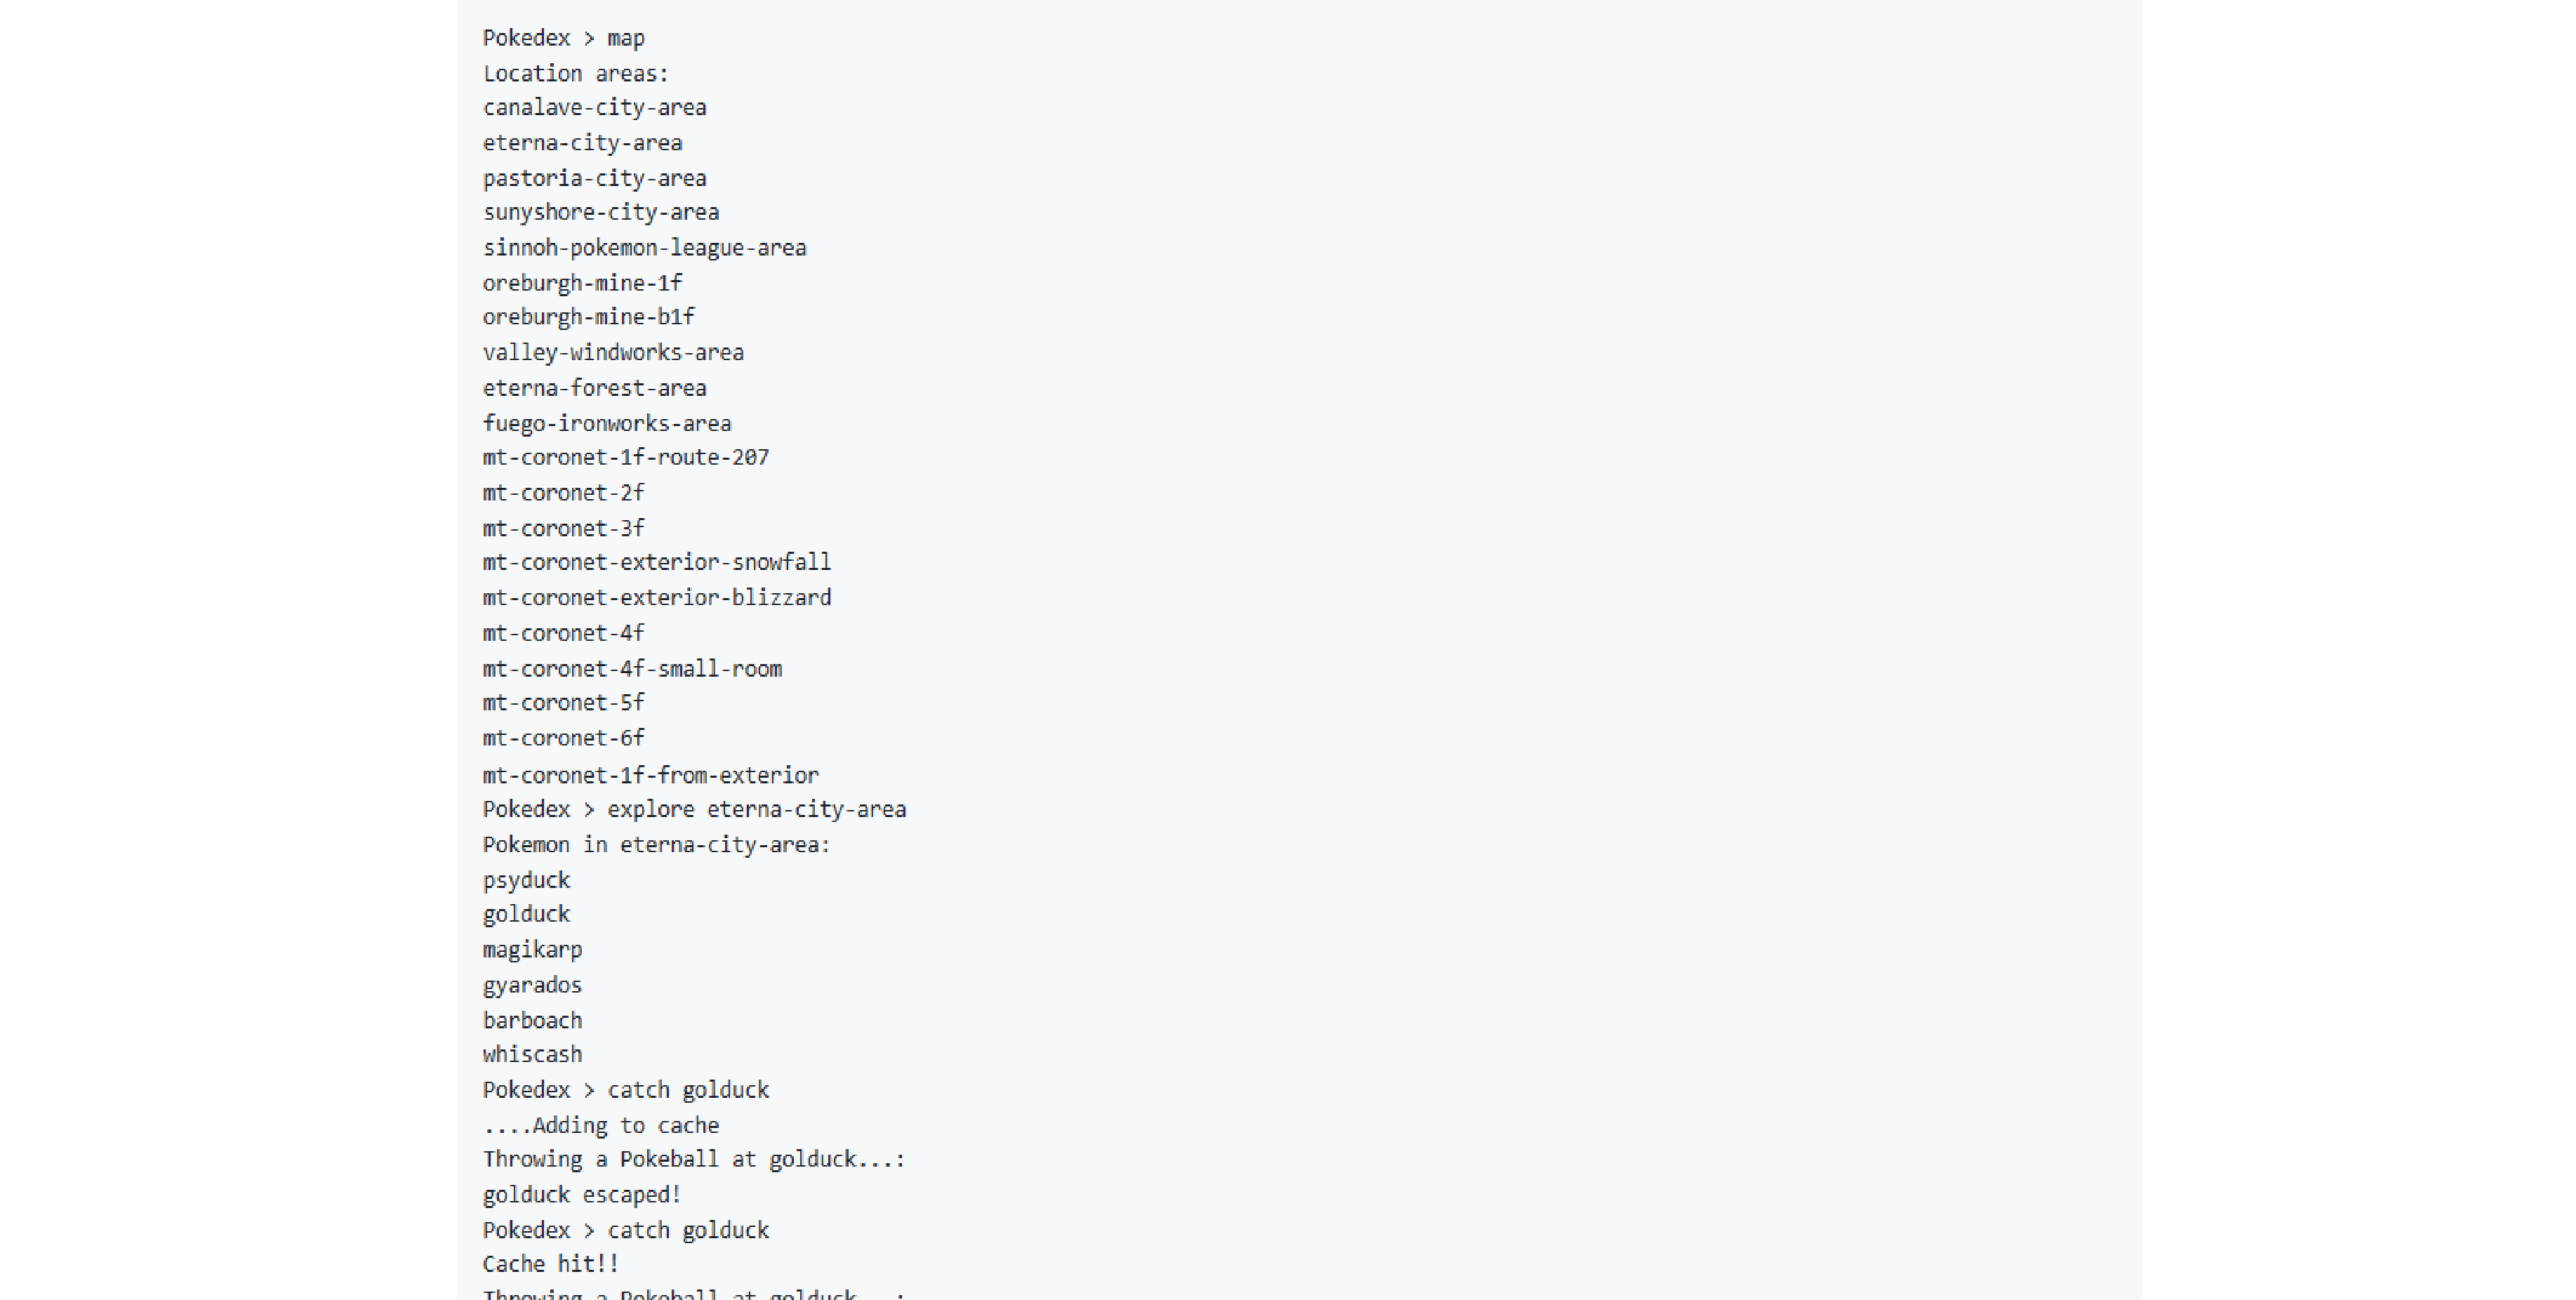 Pokedex > map
Location areas:
canalave-city-area
eterna-city-area
pastoria-city-area
sunyshore-city-area
sinnoh-pokemon-league-area
oreburgh-mine-1f
oreburgh-mine-b1f
valley-windworks-area
eterna-forest-area
fuego-ironworks-area
mt-coronet-1f-route-207
mt-coronet-2f
mt-coronet-3f
mt-coronet-exterior-snowfall
mt-coronet-exterior-blizzard
mt-coronet-4f
mt-coronet-4f-small-room
mt-coronet-5f
mt-coronet-6f
mt-coronet-1f-from-exterior
Pokedex > explore eterna-city-area
Pokemon in eterna-city-area:
psyduck
golduck
magikarp
gyarados
barboach
whiscash
Pokedex > catch golduck
....Adding to cache
Throwing a Pokeball at golduck...:
golduck escaped!
Pokedex > catch golduck
Cache hit!!
Throwing a Pokeball at golduck...: